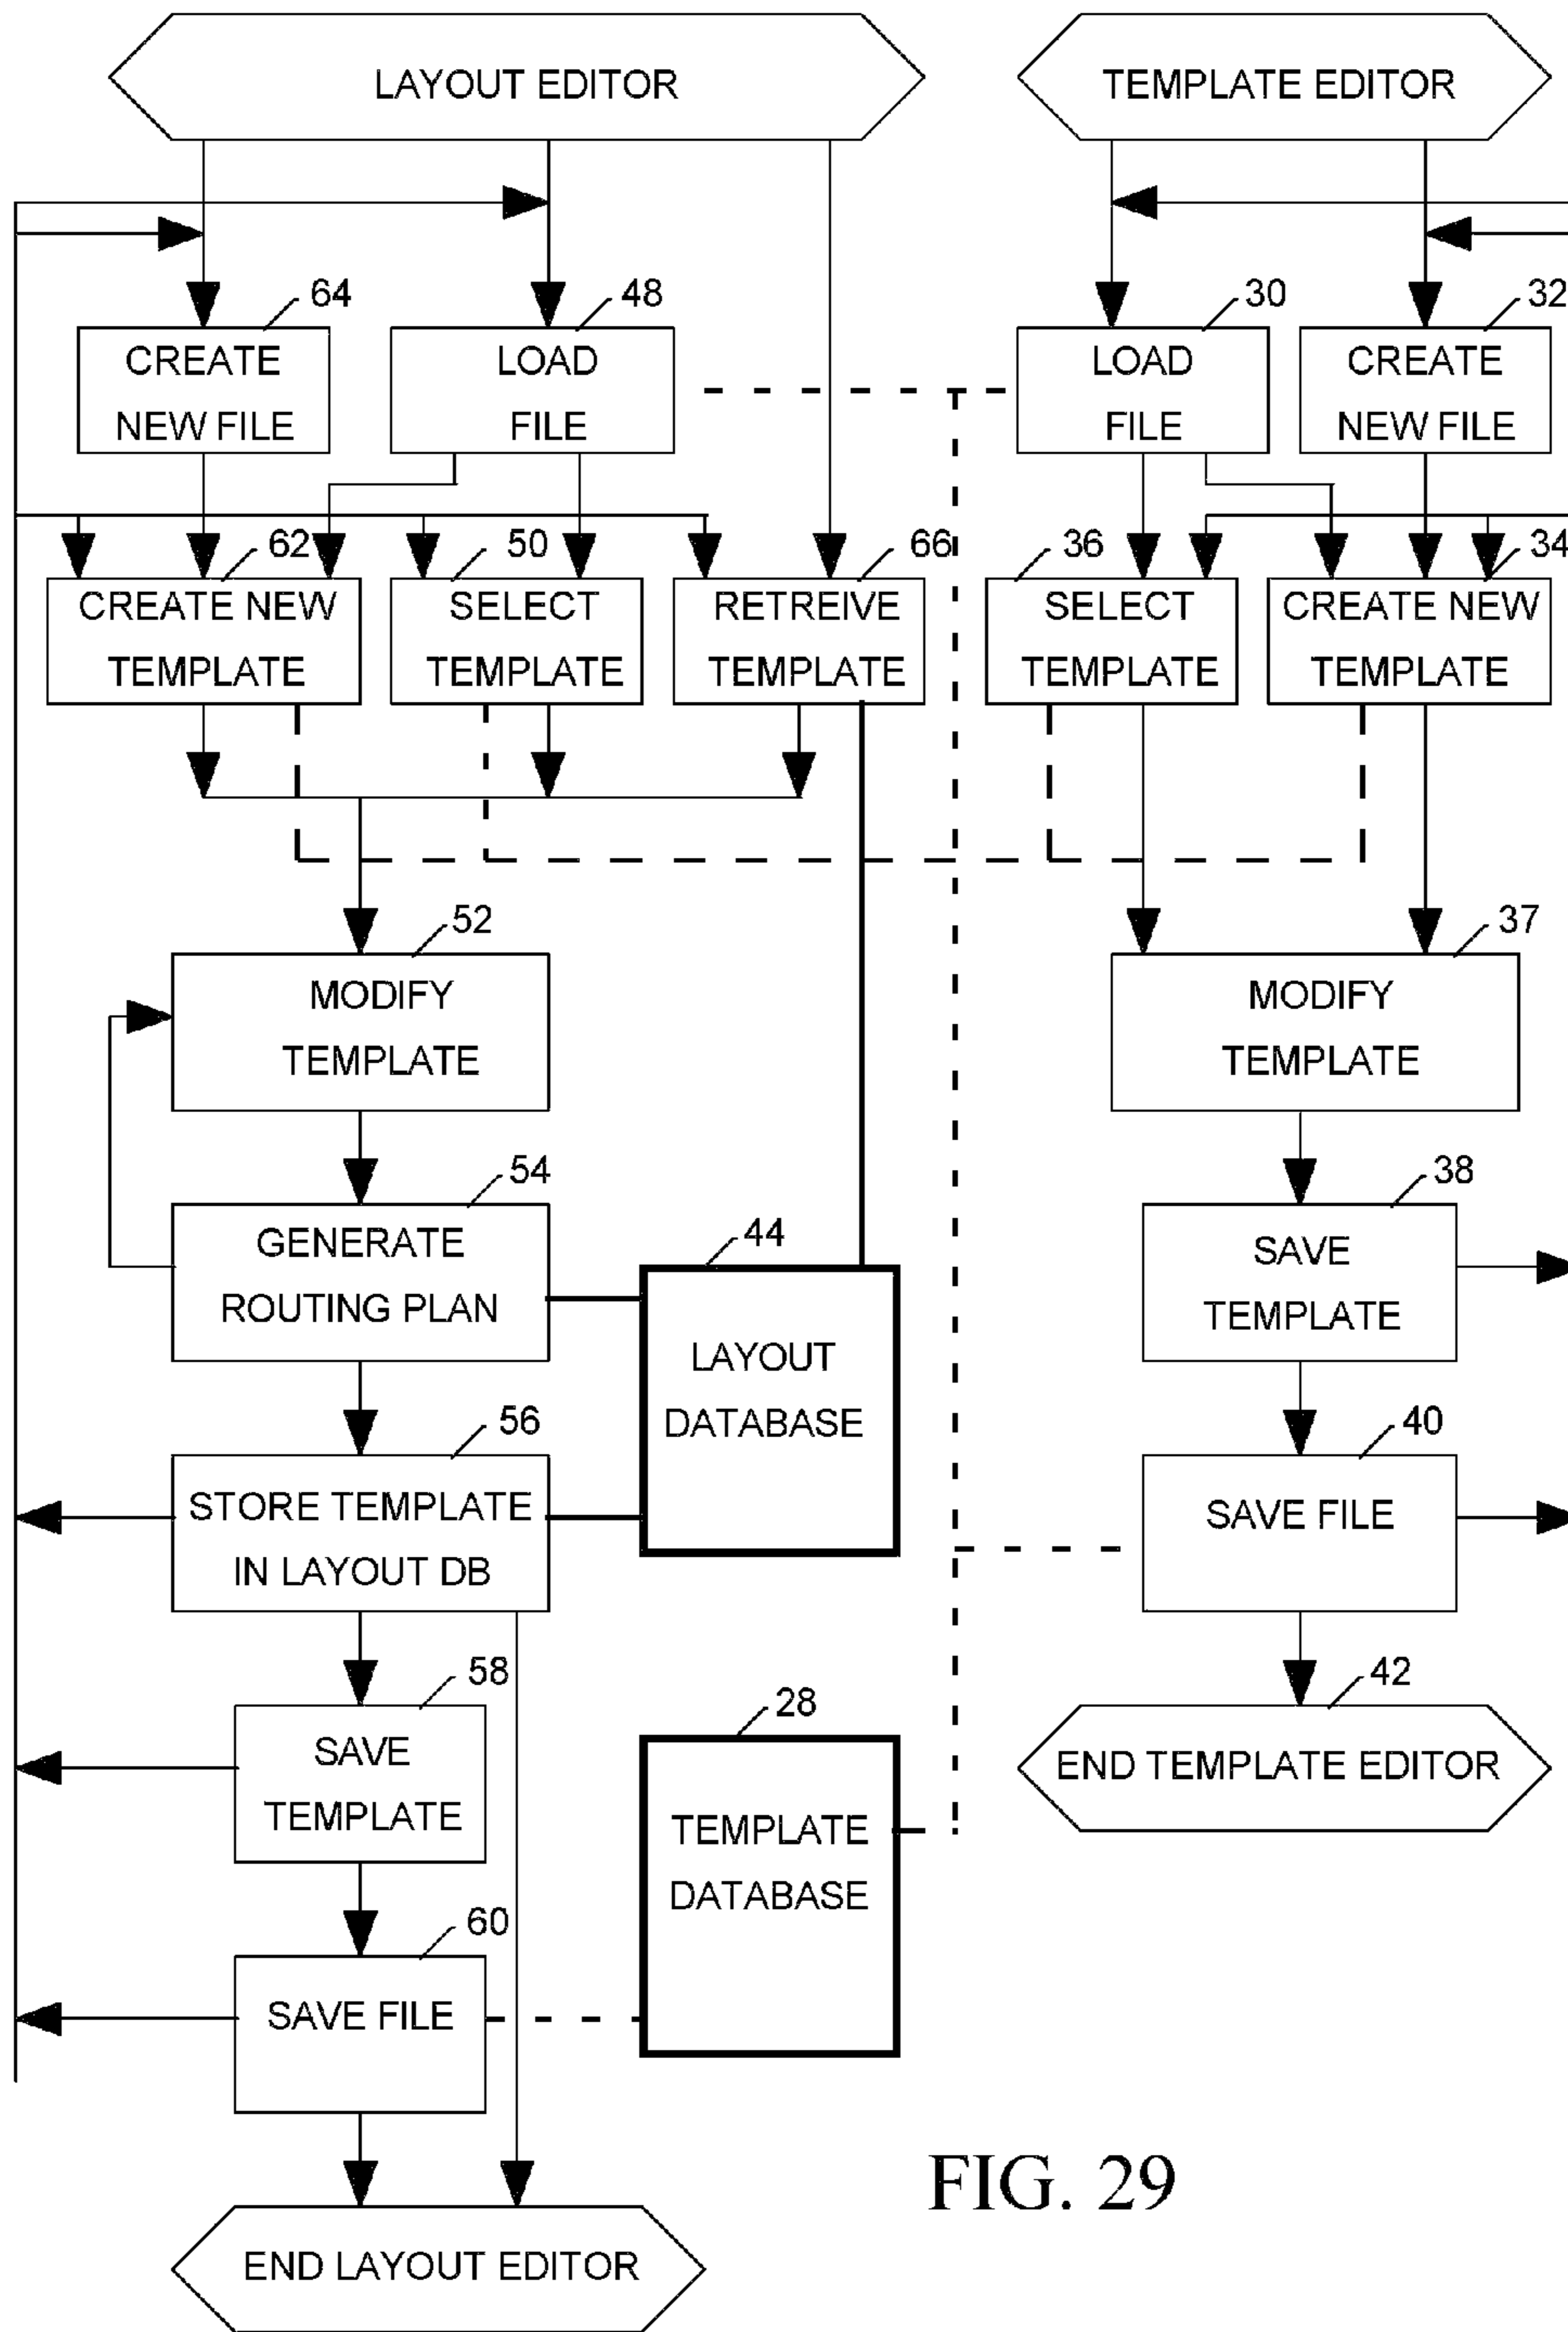 LAYOUT EDITOR
TEMPLATE EDITOR
64
48
30
32
CREATE
NEW FILE
LOAD
FILE
LOAD
FILE
CREATE
NEW FILE
62
50
66
36
34
CREATE NEW
TEMPLATE
SELECT
TEMPLATE
RETREIVE
TEMPLATE
SELECT
TEMPLATE
CREATE NEW
TEMPLATE
52
37
MODIFY
TEMPLATE
MODIFY
TEMPLATE
54
38
GENERATE
ROUTING PLAN
44
LAYOUT
DATABASE
SAVE
TEMPLATE
56
40
STORE TEMPLATE
IN LAYOUT DB
SAVE FILE
58
28
42
SAVE
TEMPLATE
TEMPLATE
DATABASE
END TEMPLATE EDITOR
60
SAVE FILE
FIG. 29
END LAYOUT EDITOR